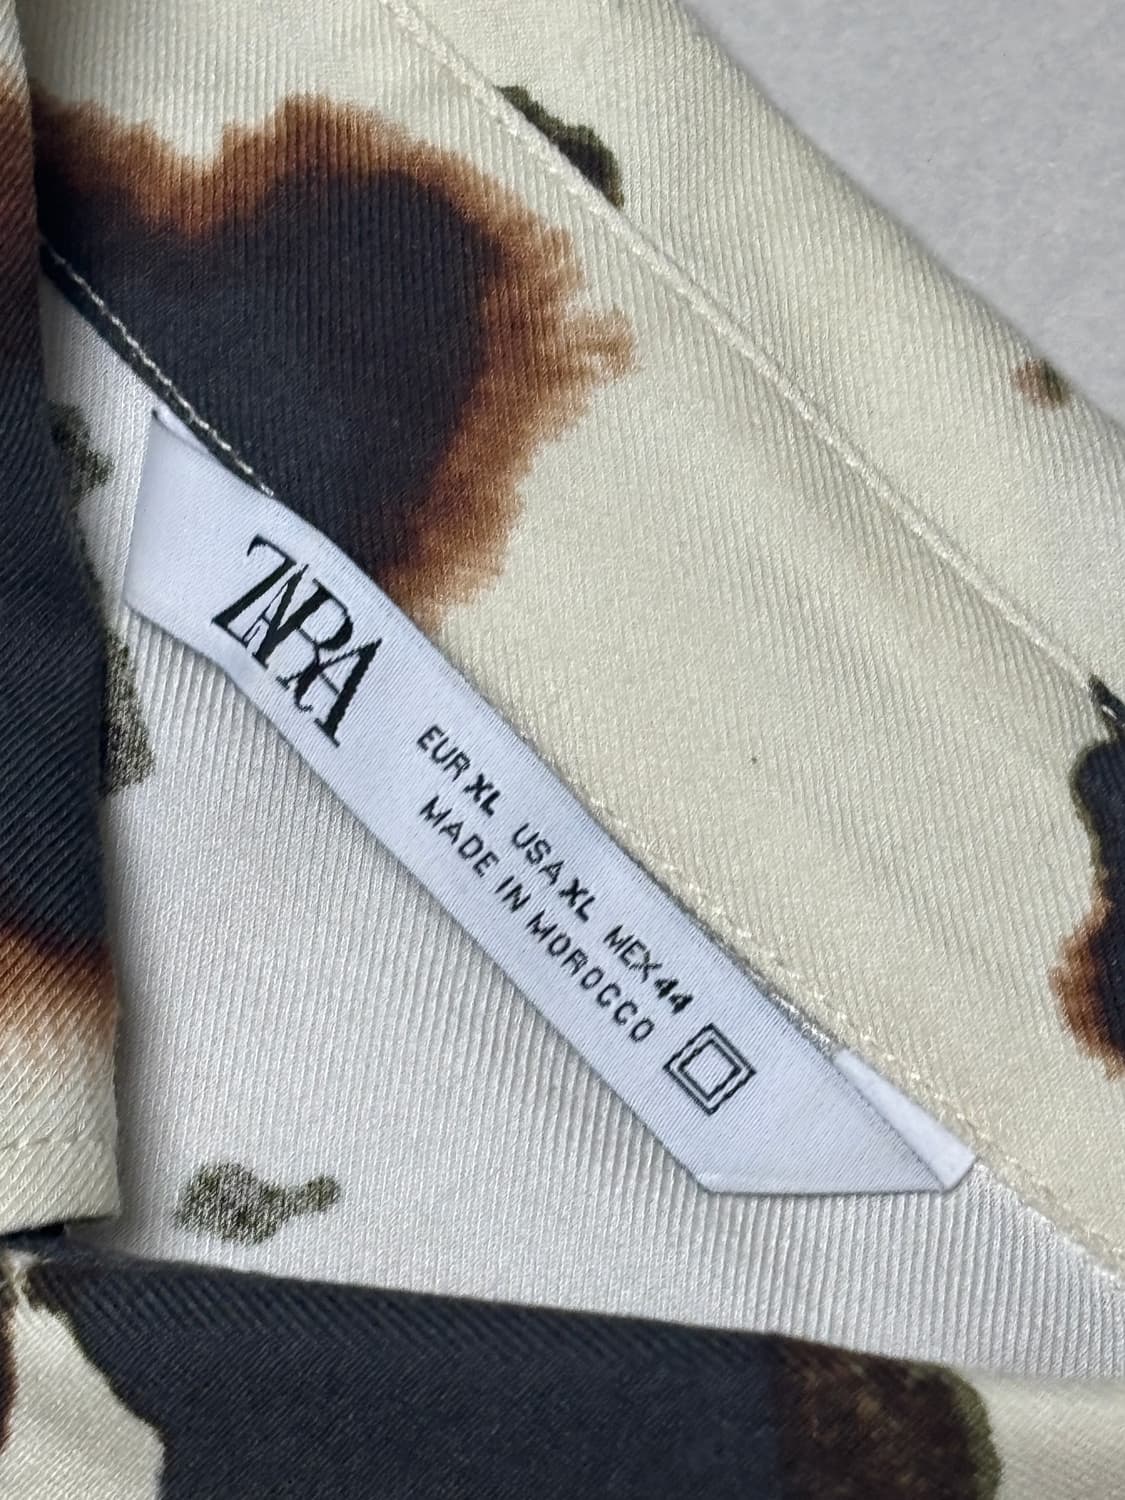 ZARA
EUR XL USA XL MEX 44
MADE IN MOROCCO